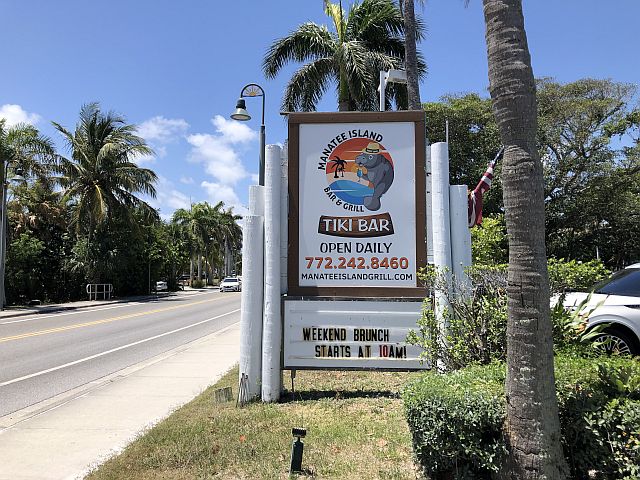 MANATEE ISLAND
BAR & GRILL
TIKI BAR
OPEN DAILY
772.242.8460
MANATEEISLANDGRILL.COM
WEEKEND BRUNCH
STARTS AT 10AM!